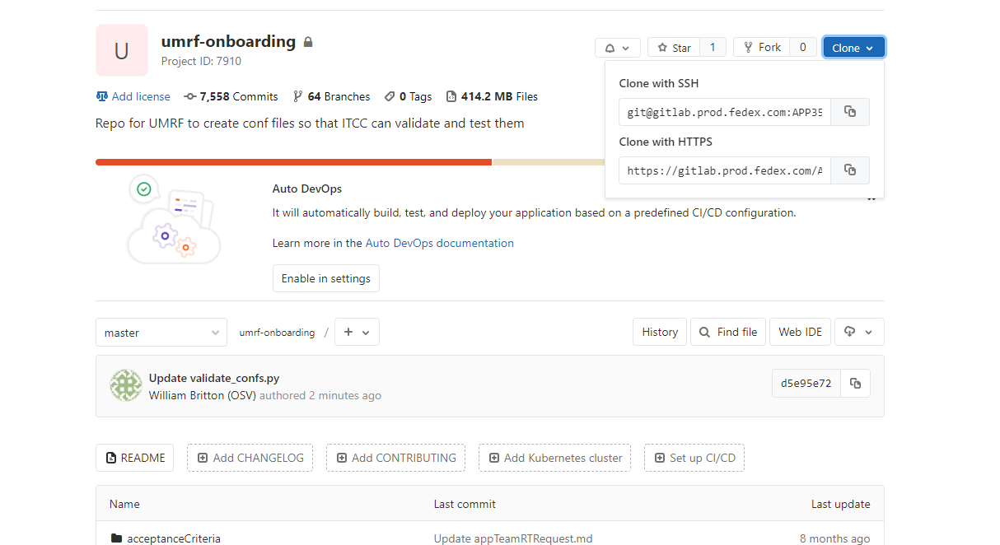 U
umrf-onboarding
Project ID: 7910
Star 1
Fork 0
Clone
Add license 7,558 Commits 64 Branches 0 Tags 414.2 MB Files
Repo for UMRF to create conf files so that ITCC can validate and test them
Clone with SSH
git@gitlab.prod.fedex.com:APP35
Clone with HTTPS
https://gitlab.prod.fedex.com/A
Auto DevOps
It will automatically build, test, and deploy your application based on a predefined CI/CD configuration.
Learn more in the Auto DevOps documentation
Enable in settings
master umrf-onboarding / + History Find file Web IDE
Update validate_confs.py
William Britton (OSV) authored 2 minutes ago
d5e95e72
README Add CHANGELOG Add CONTRIBUTING Add Kubernetes cluster Set up CI/CD
Name Last commit Last update
acceptanceCriteria Update appTeamRTRequest.md 8 months ago